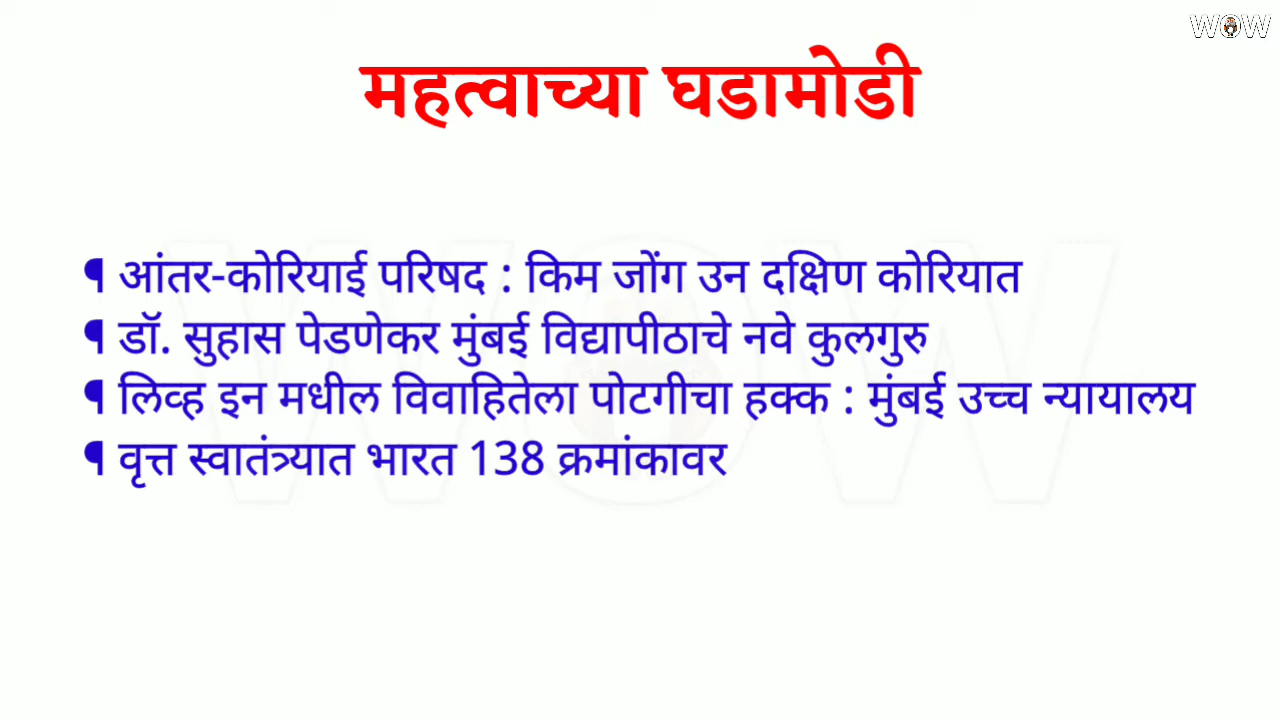 WOW
महत्वाच्या घडामोडी
¶ आंतर-कोरियाई परिषद : किम जोंग उन दक्षिण कोरियात
¶ डॉ. सुहास पेडणेकर मुंबई विद्यापीठाचे नवे कुलगुरु
¶ लिव्ह इन मधील विवाहितेला पोटगीचा हक्क : मुंबई उच्च न्यायालय
¶ वृत्त स्वातंत्र्यात भारत 138 क्रमांकावर
WOW